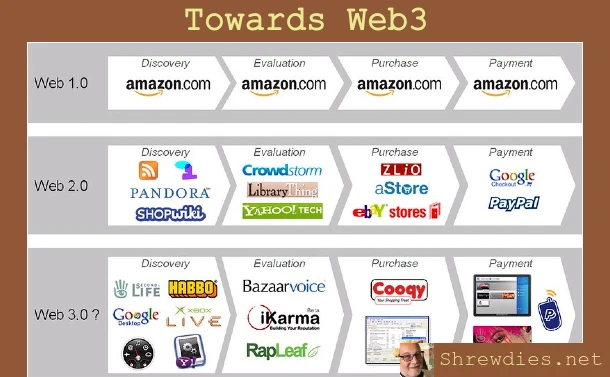 Towards Web3
Discovery Evaluation Purchase Payment
Web 1.0 amazon.com amazon.com amazon.com amazon.com
Discovery Evaluation Purchase Payment
Web 2.0
PANDORA
SHOPWiki
Crowdstorm
LibraryThing
YAHOO! TECH
ZLIO
aStore
ebY stores
Google
Checkout
PayPal
Discovery Evaluation Purchase Payment
Web 3.0 ?
SECOND
LIFE
HABBO
Google
Desktop
XBOX
LIVE
Y!
Bazaarvoice
iKarma Beta
Building Your Reputation
RapLeaf
Cooqy
Your Shopping Treat
P
Shrewdies.net